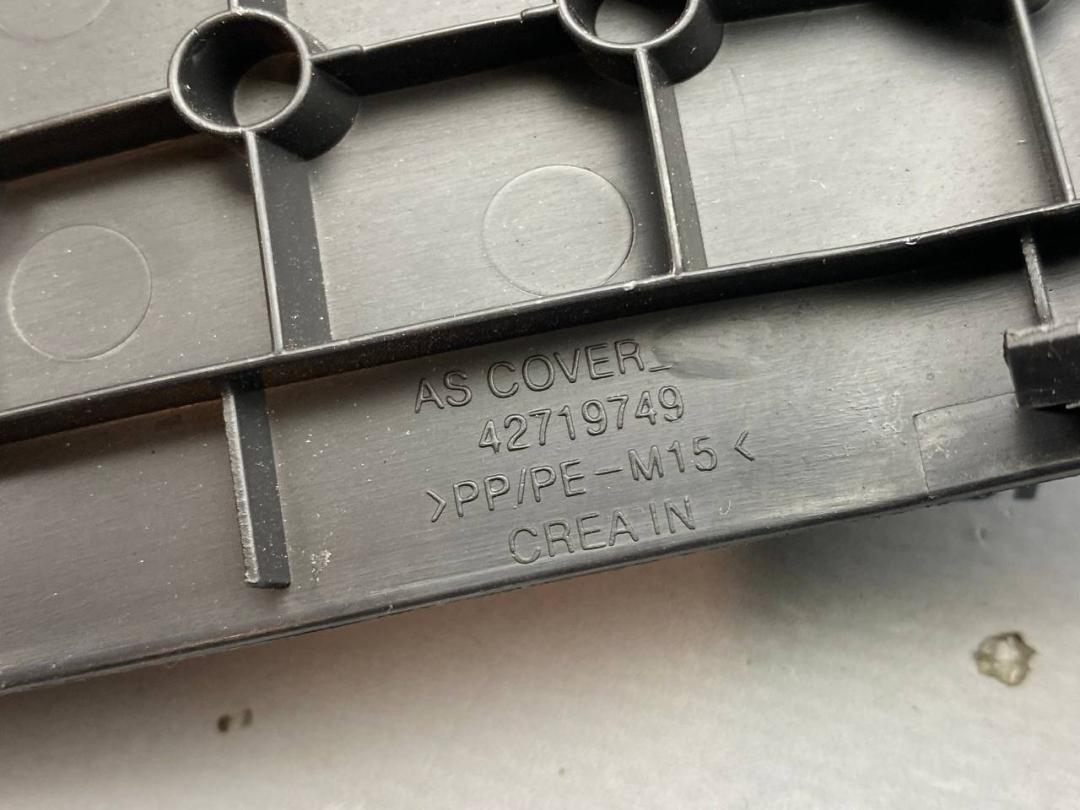 AS COVER_
42719749
>PP/PE-M15<
CREA IN